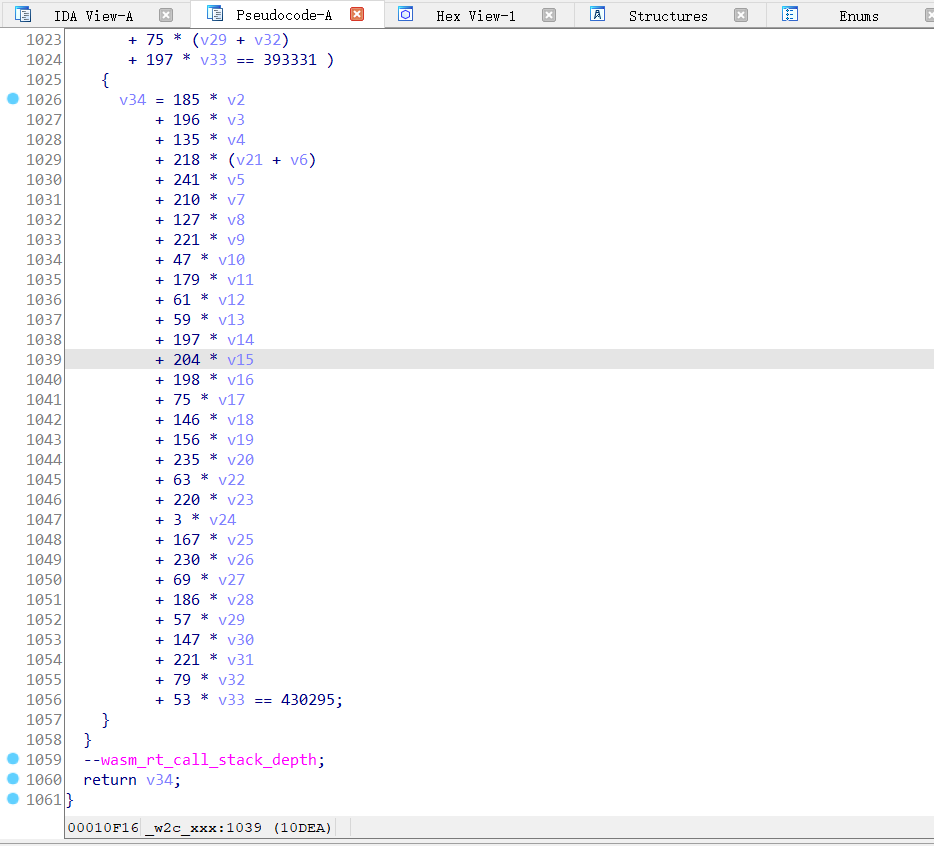 IDA View-A Pseudocode-A Hex View-1 Structures Enums
1023 + 75 * (v29 + v32)
1024 + 197 * v33 == 393331 )
1025 {
1026 v34 = 185 * v2
1027 + 196 * v3
1028 + 135 * v4
1029 + 218 * (v21 + v6)
1030 + 241 * v5
1031 + 210 * v7
1032 + 127 * v8
1033 + 221 * v9
1034 + 47 * v10
1035 + 179 * v11
1036 + 61 * v12
1037 + 59 * v13
1038 + 197 * v14
1039 + 204 * v15
1040 + 198 * v16
1041 + 75 * v17
1042 + 146 * v18
1043 + 156 * v19
1044 + 235 * v20
1045 + 63 * v22
1046 + 220 * v23
1047 + 3 * v24
1048 + 167 * v25
1049 + 230 * v26
1050 + 69 * v27
1051 + 186 * v28
1052 + 57 * v29
1053 + 147 * v30
1054 + 221 * v31
1055 + 79 * v32
1056 + 53 * v33 == 430295;
1057 }
1058 }
1059 --wasm_rt_call_stack_depth;
1060 return v34;
1061 }
00010F16 _w2c_xxx:1039 (10DEA)